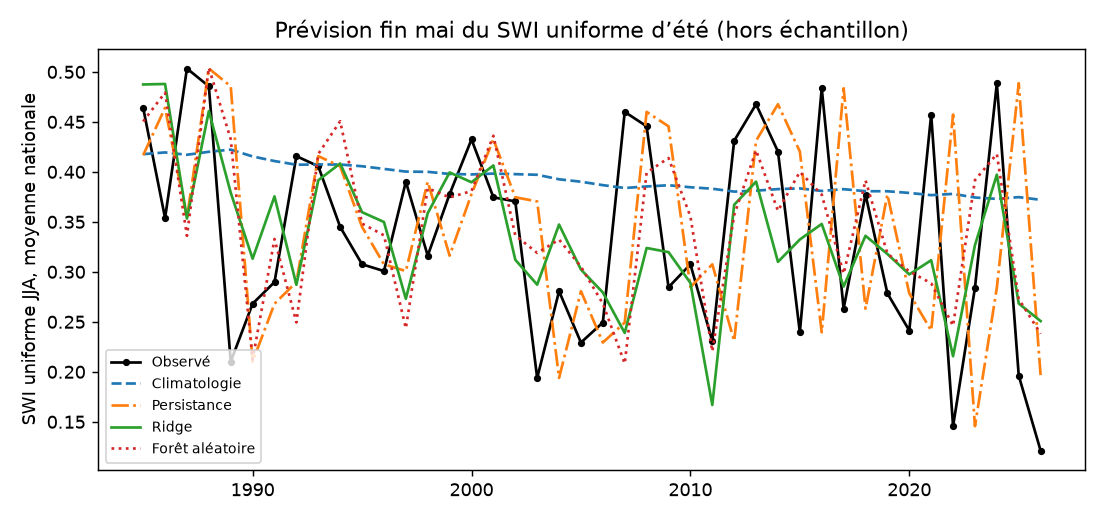 Prévision fin mai du SWI uniforme d’été (hors échantillon)
SWI uniforme JJA, moyenne nationale
0.50
0.45
0.40
0.35
0.30
0.25
0.20
0.15
Observé
Climatologie
Persistance
Ridge
Forêt aléatoire
1990
2000
2010
2020